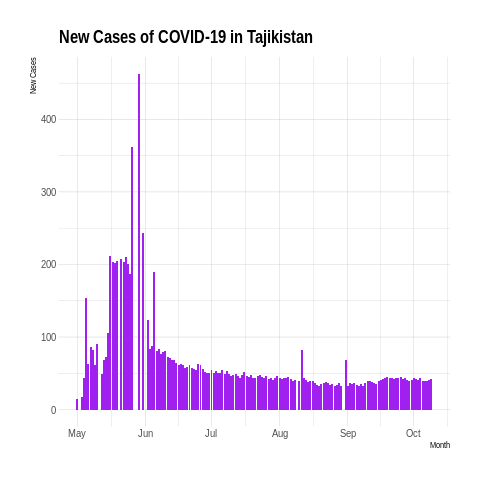 New Cases of COVID-19 in Tajikistan
New Cases
400
300
200
100
0
May Jun Jul Aug Sep Oct
Month